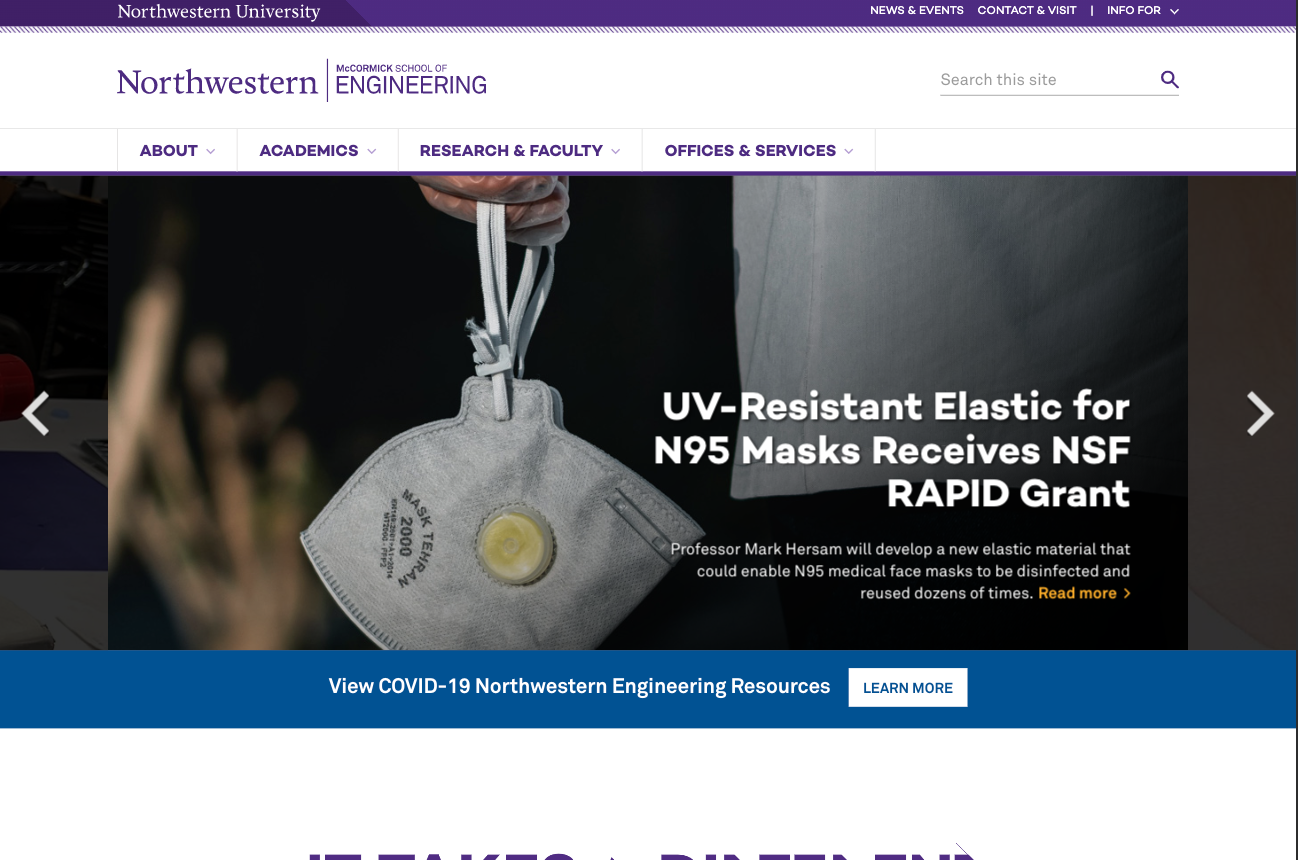 Northwestern University
NEWS & EVENTS CONTACT & VISIT | INFO FOR
Northwestern
McCORMICK SCHOOL OF
ENGINEERING
Search this site
ABOUT ACADEMICS RESEARCH & FACULTY OFFICES & SERVICES
MASK TEHRAN
2000
UV-Resistant Elastic for
N95 Masks Receives NSF
RAPID Grant
Professor Mark Hersam will develop a new elastic material that
could enable N95 medical face masks to be disinfected and
reused dozens of times. Read more >
View COVID-19 Northwestern Engineering Resources LEARN MORE